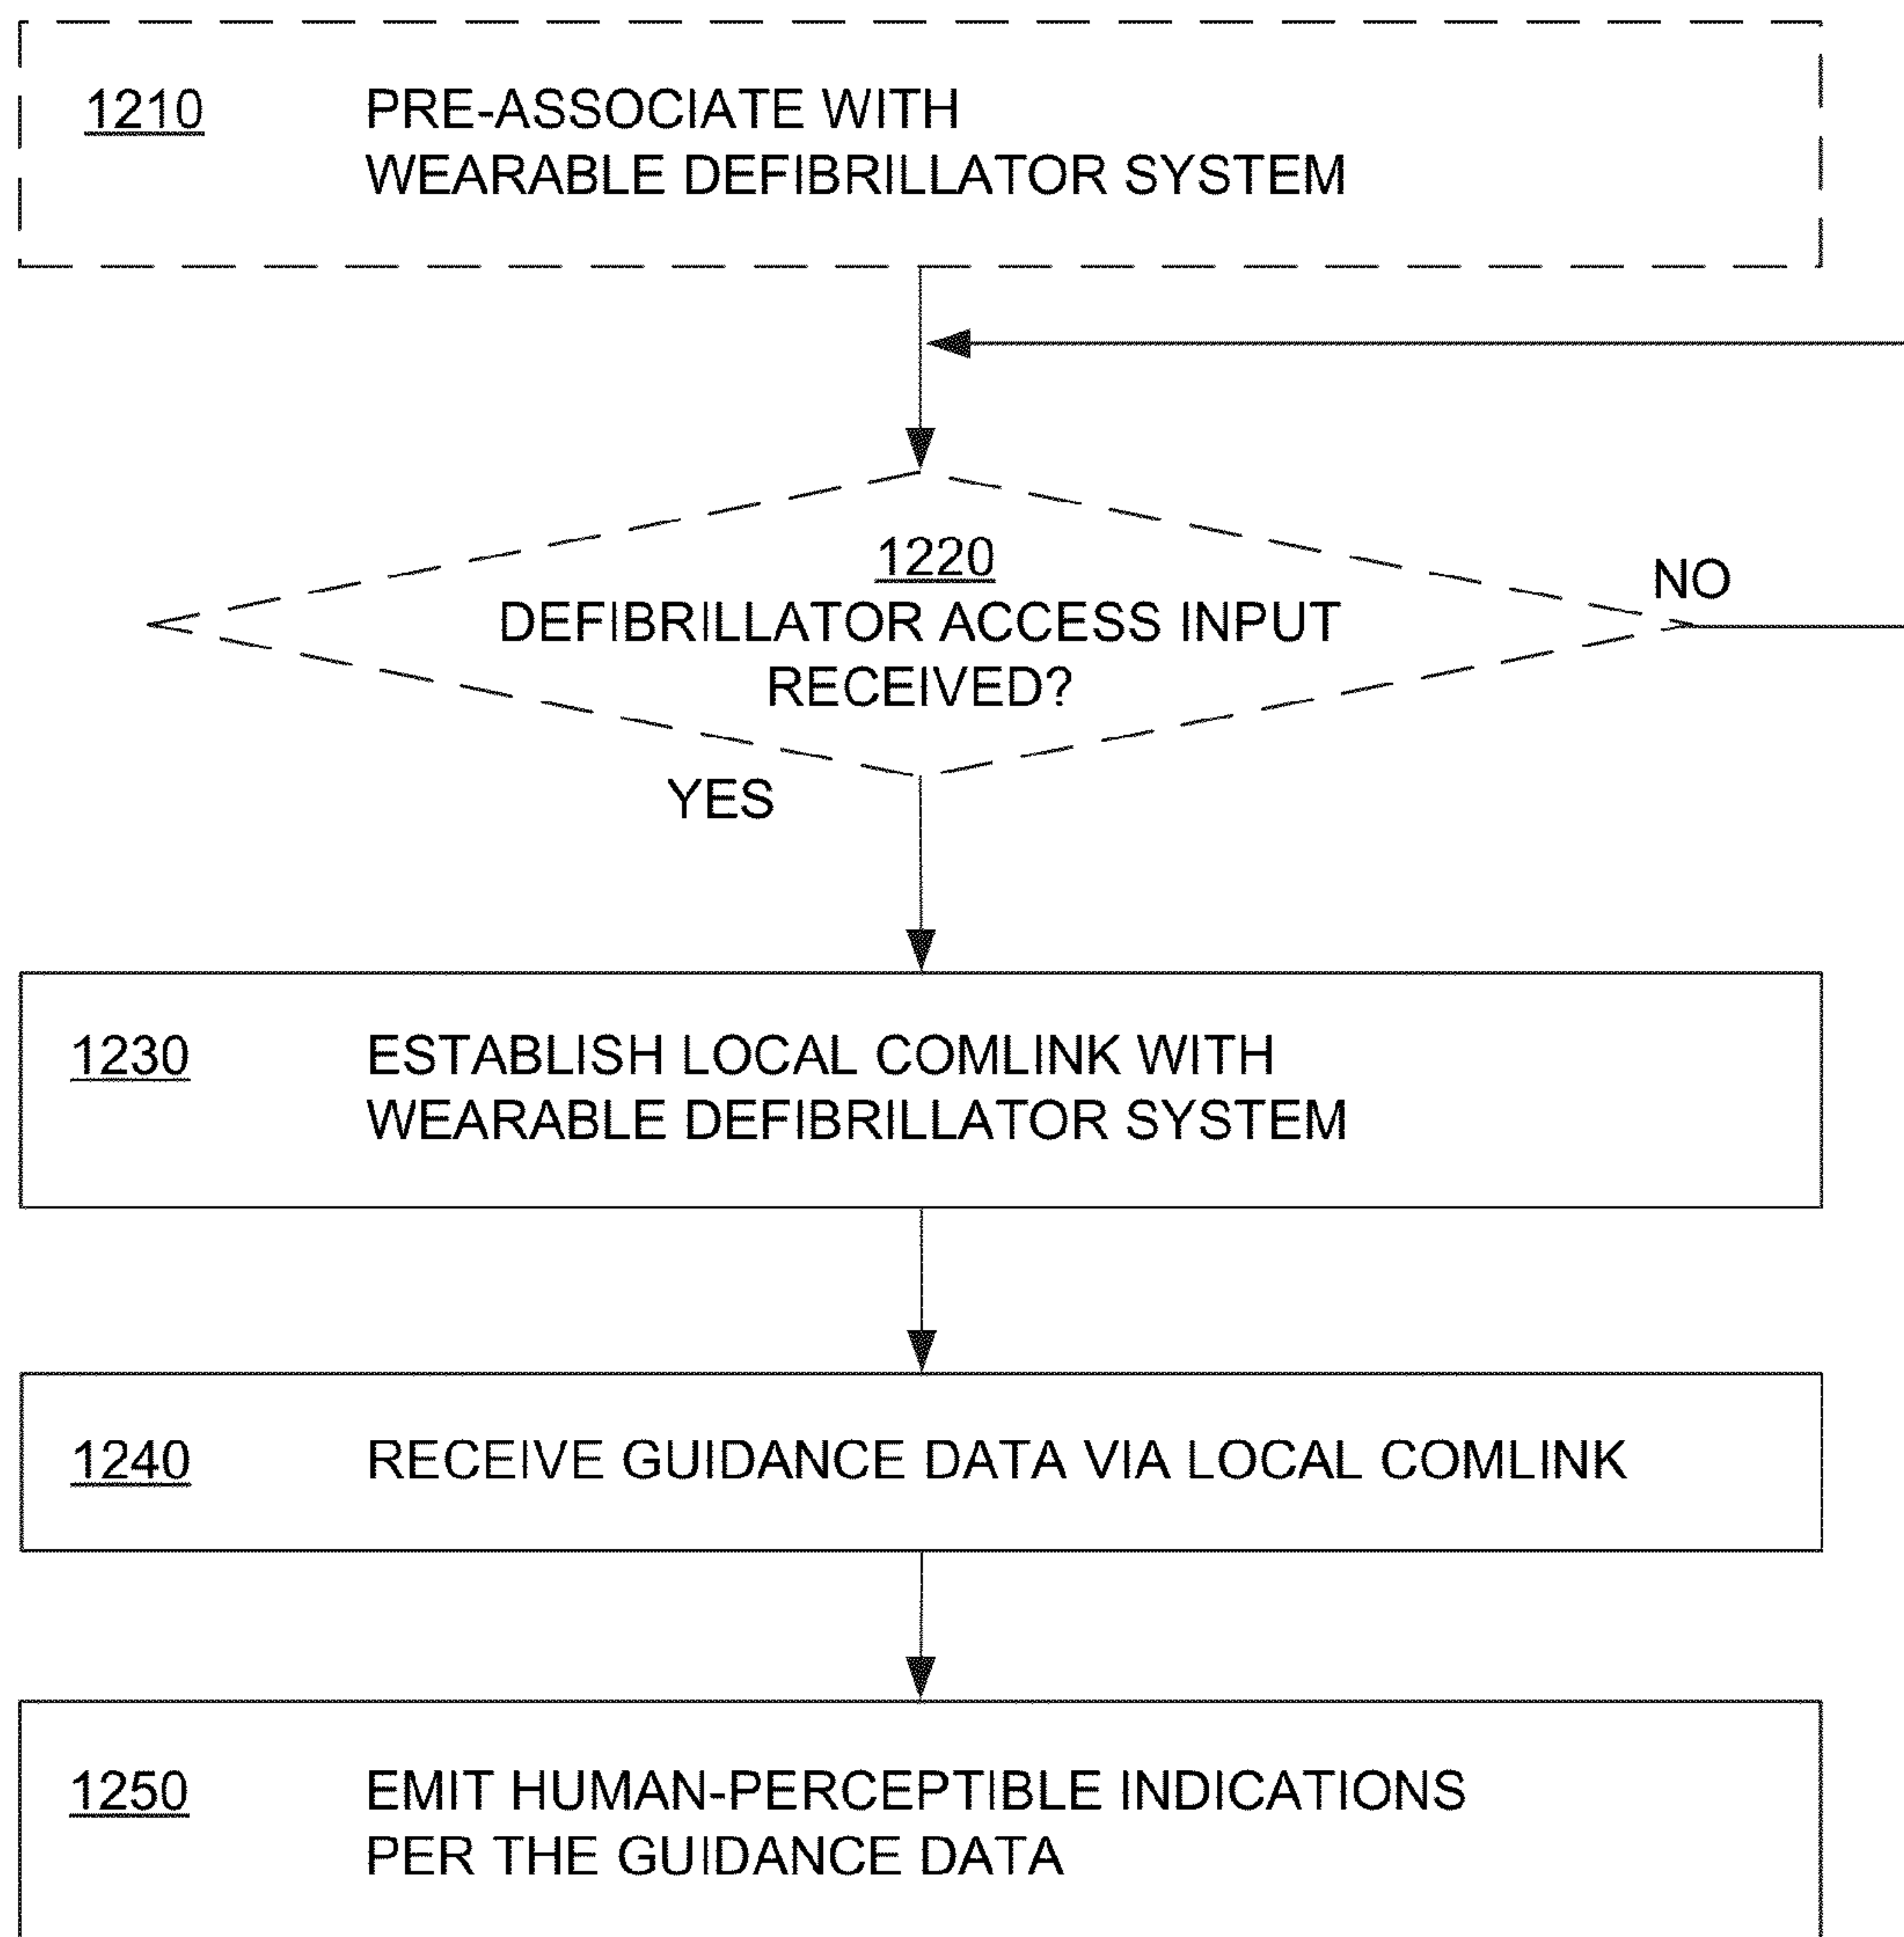 1210 PRE-ASSOCIATE WITH
WEARABLE DEFIBRILLATOR SYSTEM
1220
DEFIBRILLATOR ACCESS INPUT
RECEIVED?
NO
YES
1230 ESTABLISH LOCAL COMLINK WITH
WEARABLE DEFIBRILLATOR SYSTEM
1240 RECEIVE GUIDANCE DATA VIA LOCAL COMLINK
1250 EMIT HUMAN-PERCEPTIBLE INDICATIONS
PER THE GUIDANCE DATA